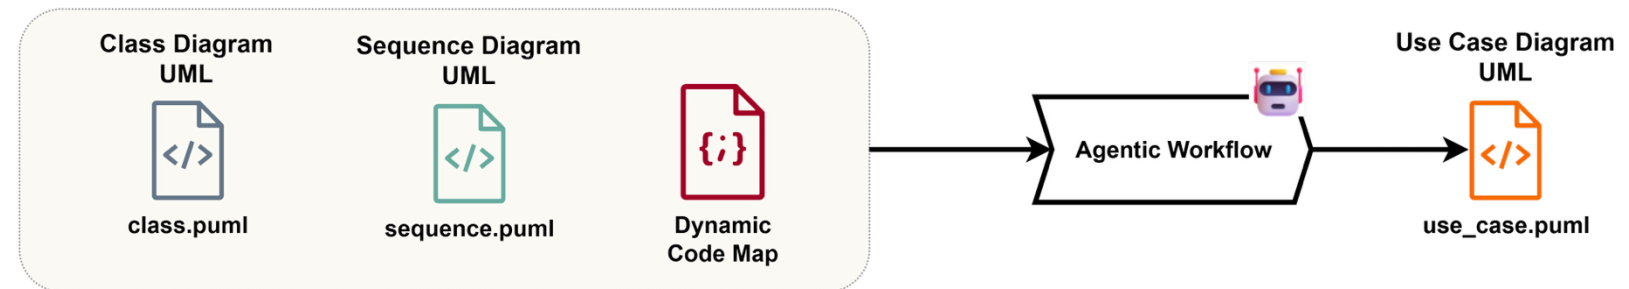 Class Diagram
UML
</>
class.puml
Sequence Diagram
UML
</>
sequence.puml
{;}
Dynamic
Code Map
Agentic Workflow
Use Case Diagram
UML
</>
use_case.puml